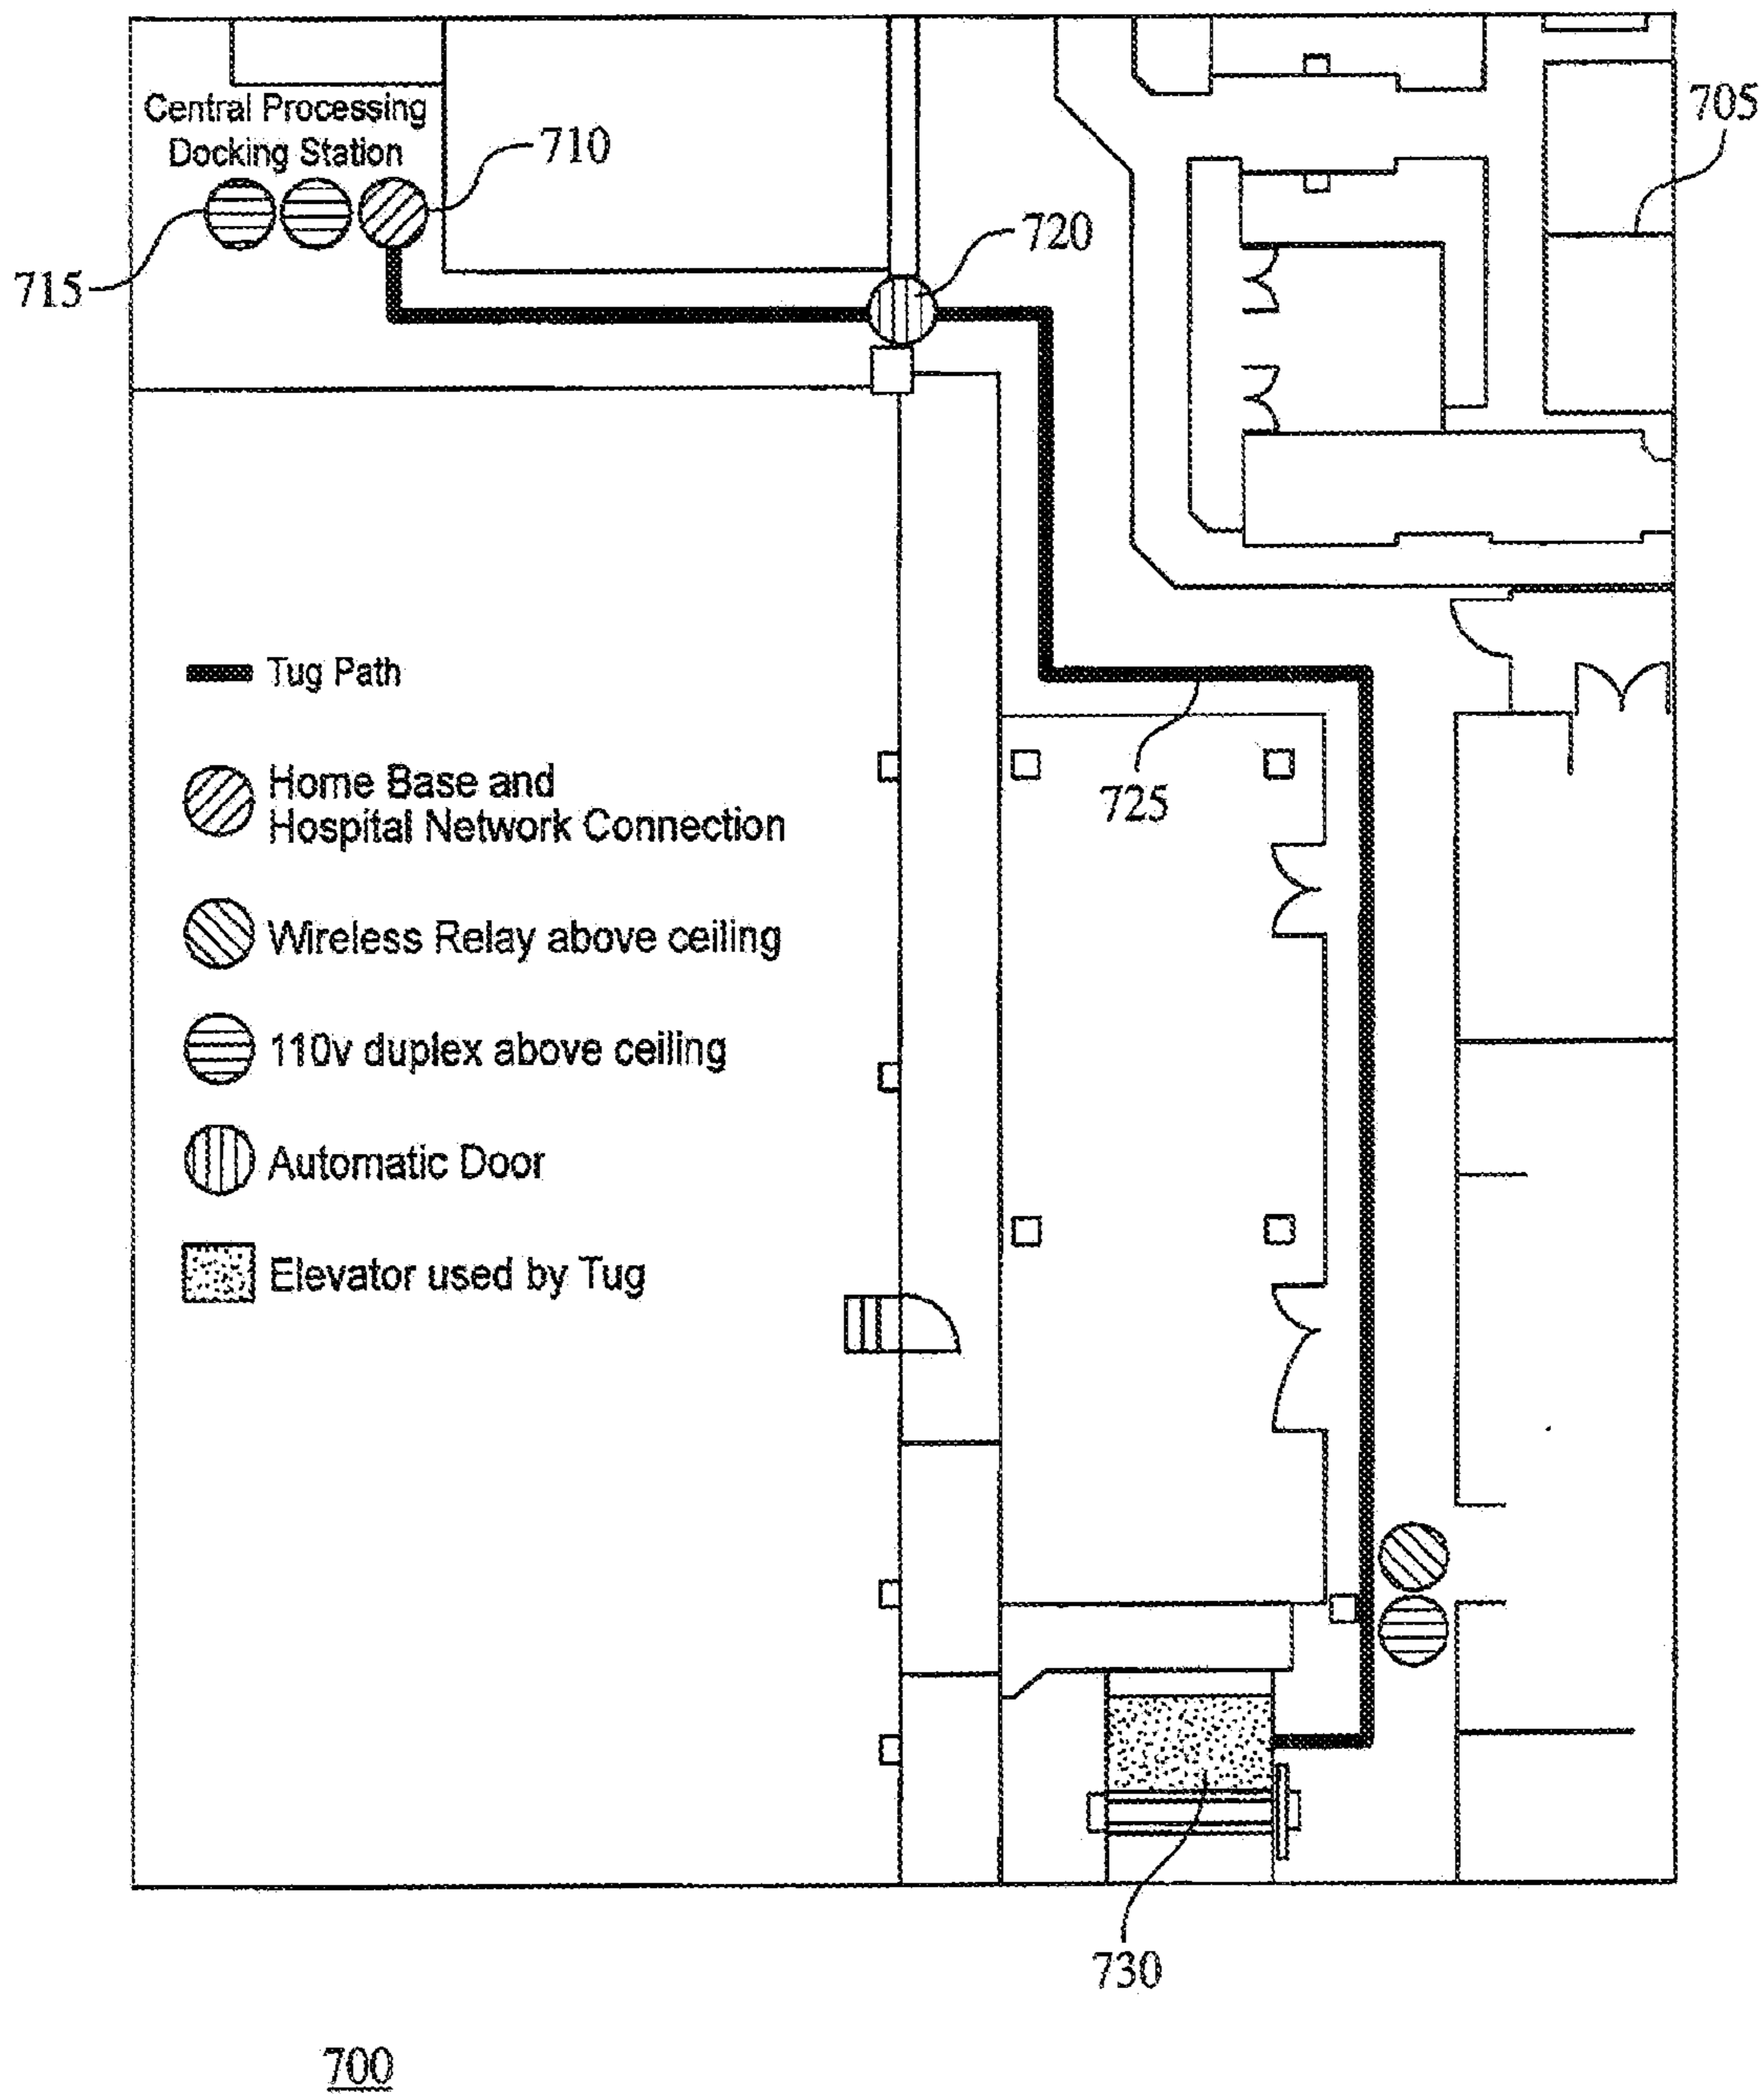 Central Processing
Docking Station
710
705
720
715
Tug Path
725
Home Base and
Hospital Network Connection
Wireless Relay above ceiling
110v duplex above ceiling
Automatic Door
Elevator used by Tug
730
700